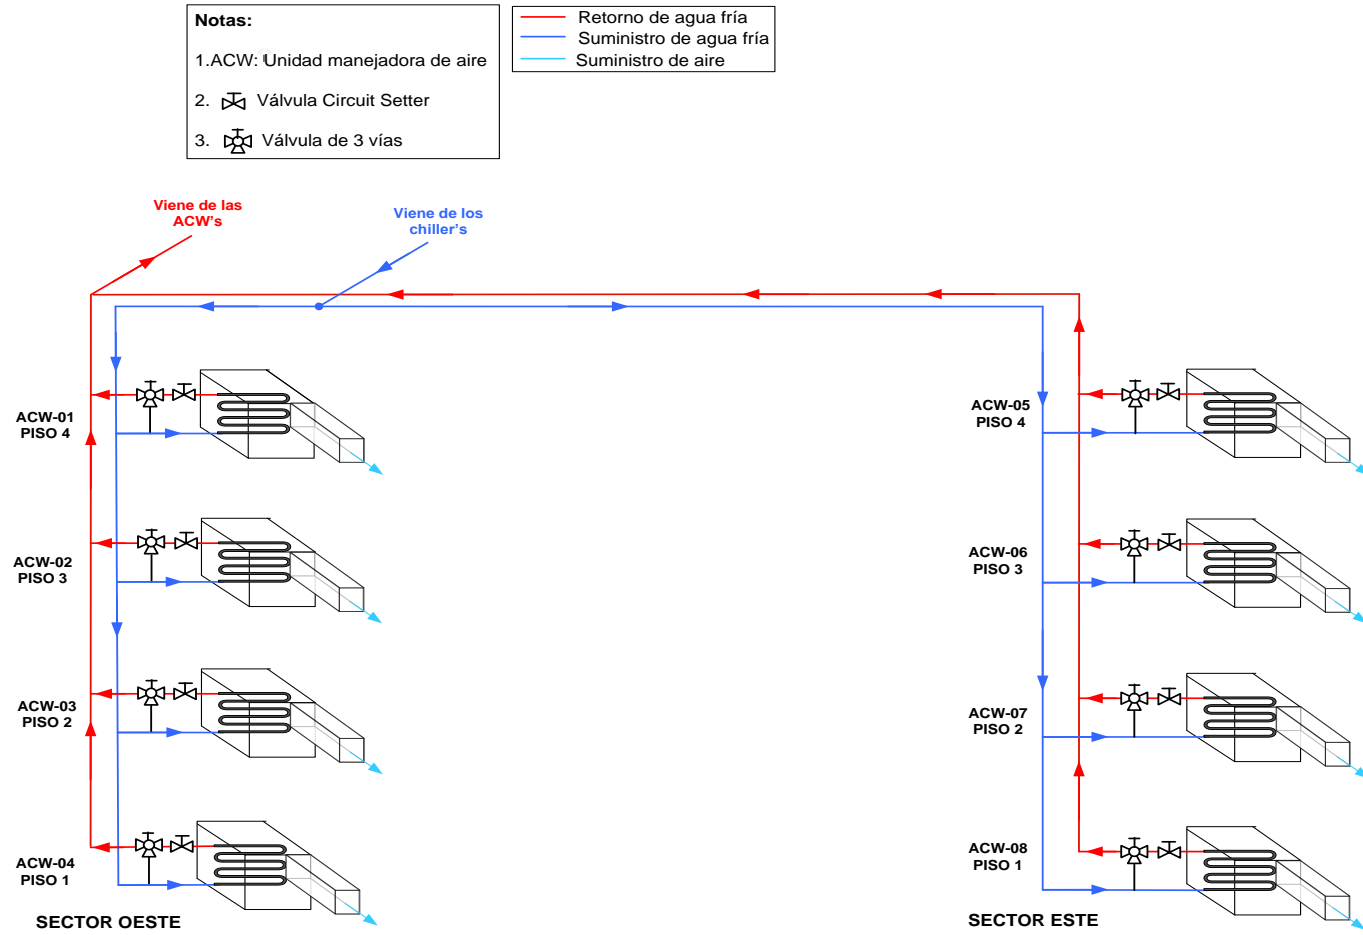 Notas:
1.ACW: Unidad manejadora de aire
2. Válvula Circuit Setter
3. Válvula de 3 vías
Retorno de agua fría
Suministro de agua fría
Suministro de aire
Viene de las
ACW's
Viene de los
chiller's
ACW-01
PISO 4
ACW-02
PISO 3
ACW-03
PISO 2
ACW-04
PISO 1
SECTOR OESTE
ACW-05
PISO 4
ACW-06
PISO 3
ACW-07
PISO 2
ACW-08
PISO 1
SECTOR ESTE